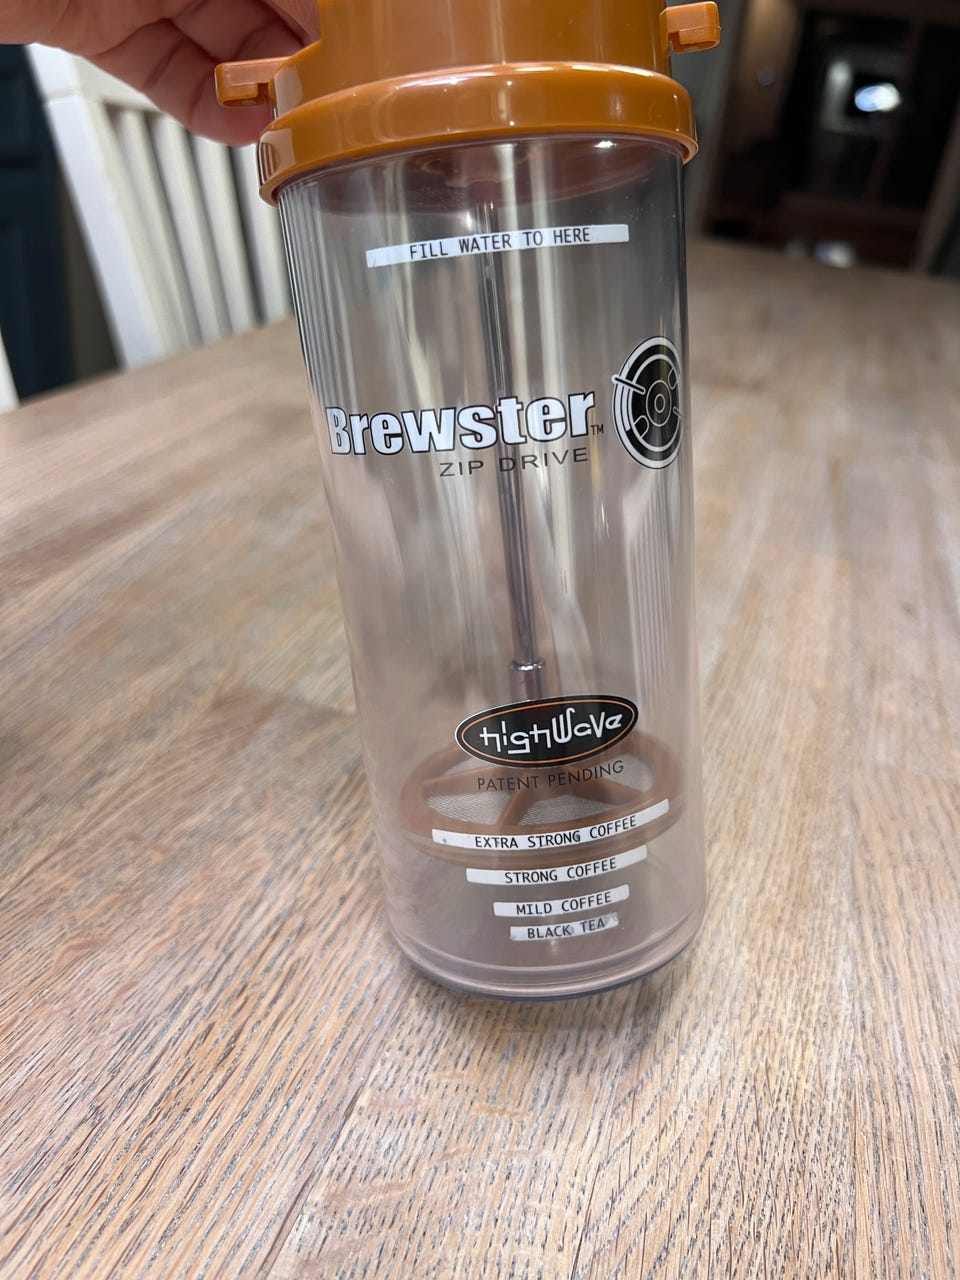 FILL WATER TO HERE
Brewster™
ZIP DRIVE
highwave
PATENT PENDING
EXTRA STRONG COFFEE
STRONG COFFEE
MILD COFFEE
BLACK TEA